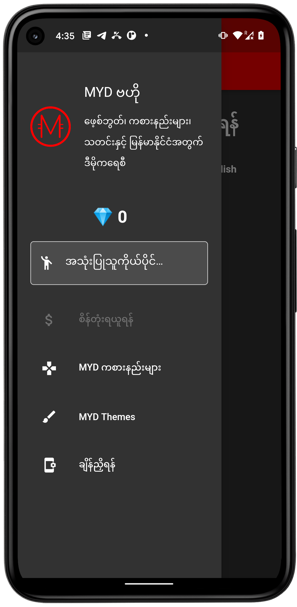 4:35
MYD ဗဟို
ဖေ့စ်ဘွတ်၊ ကစားနည်းများ၊
သတင်းနှင့် မြန်မာနိုင်ငံအတွက်
ဒီမိုကရေစီ
💎 0
အသုံးပြုသူကိုယ်ပိုင်...
စိန်တုံးရယူရန်
MYD ကစားနည်းများ
MYD Themes
ချိန်ညှိရန်
ရန်
lish